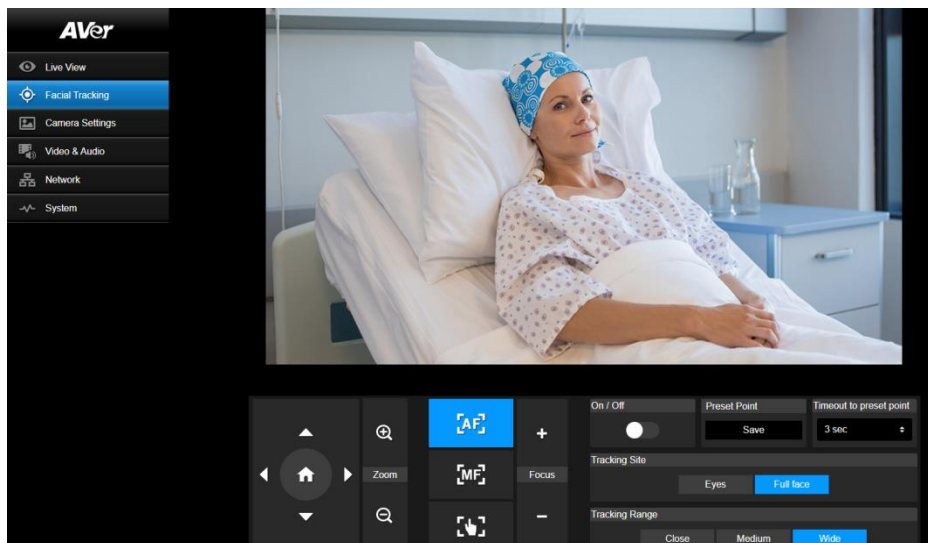 AVer
Live View
Facial Tracking
Camera Settings
Video & Audio
Network
System
AF
MF
Zoom
Focus
+
−
On / Off
Preset Point
Timeout to preset point
Save
3 sec
Tracking Site
Eyes
Full face
Tracking Range
Close
Medium
Wide